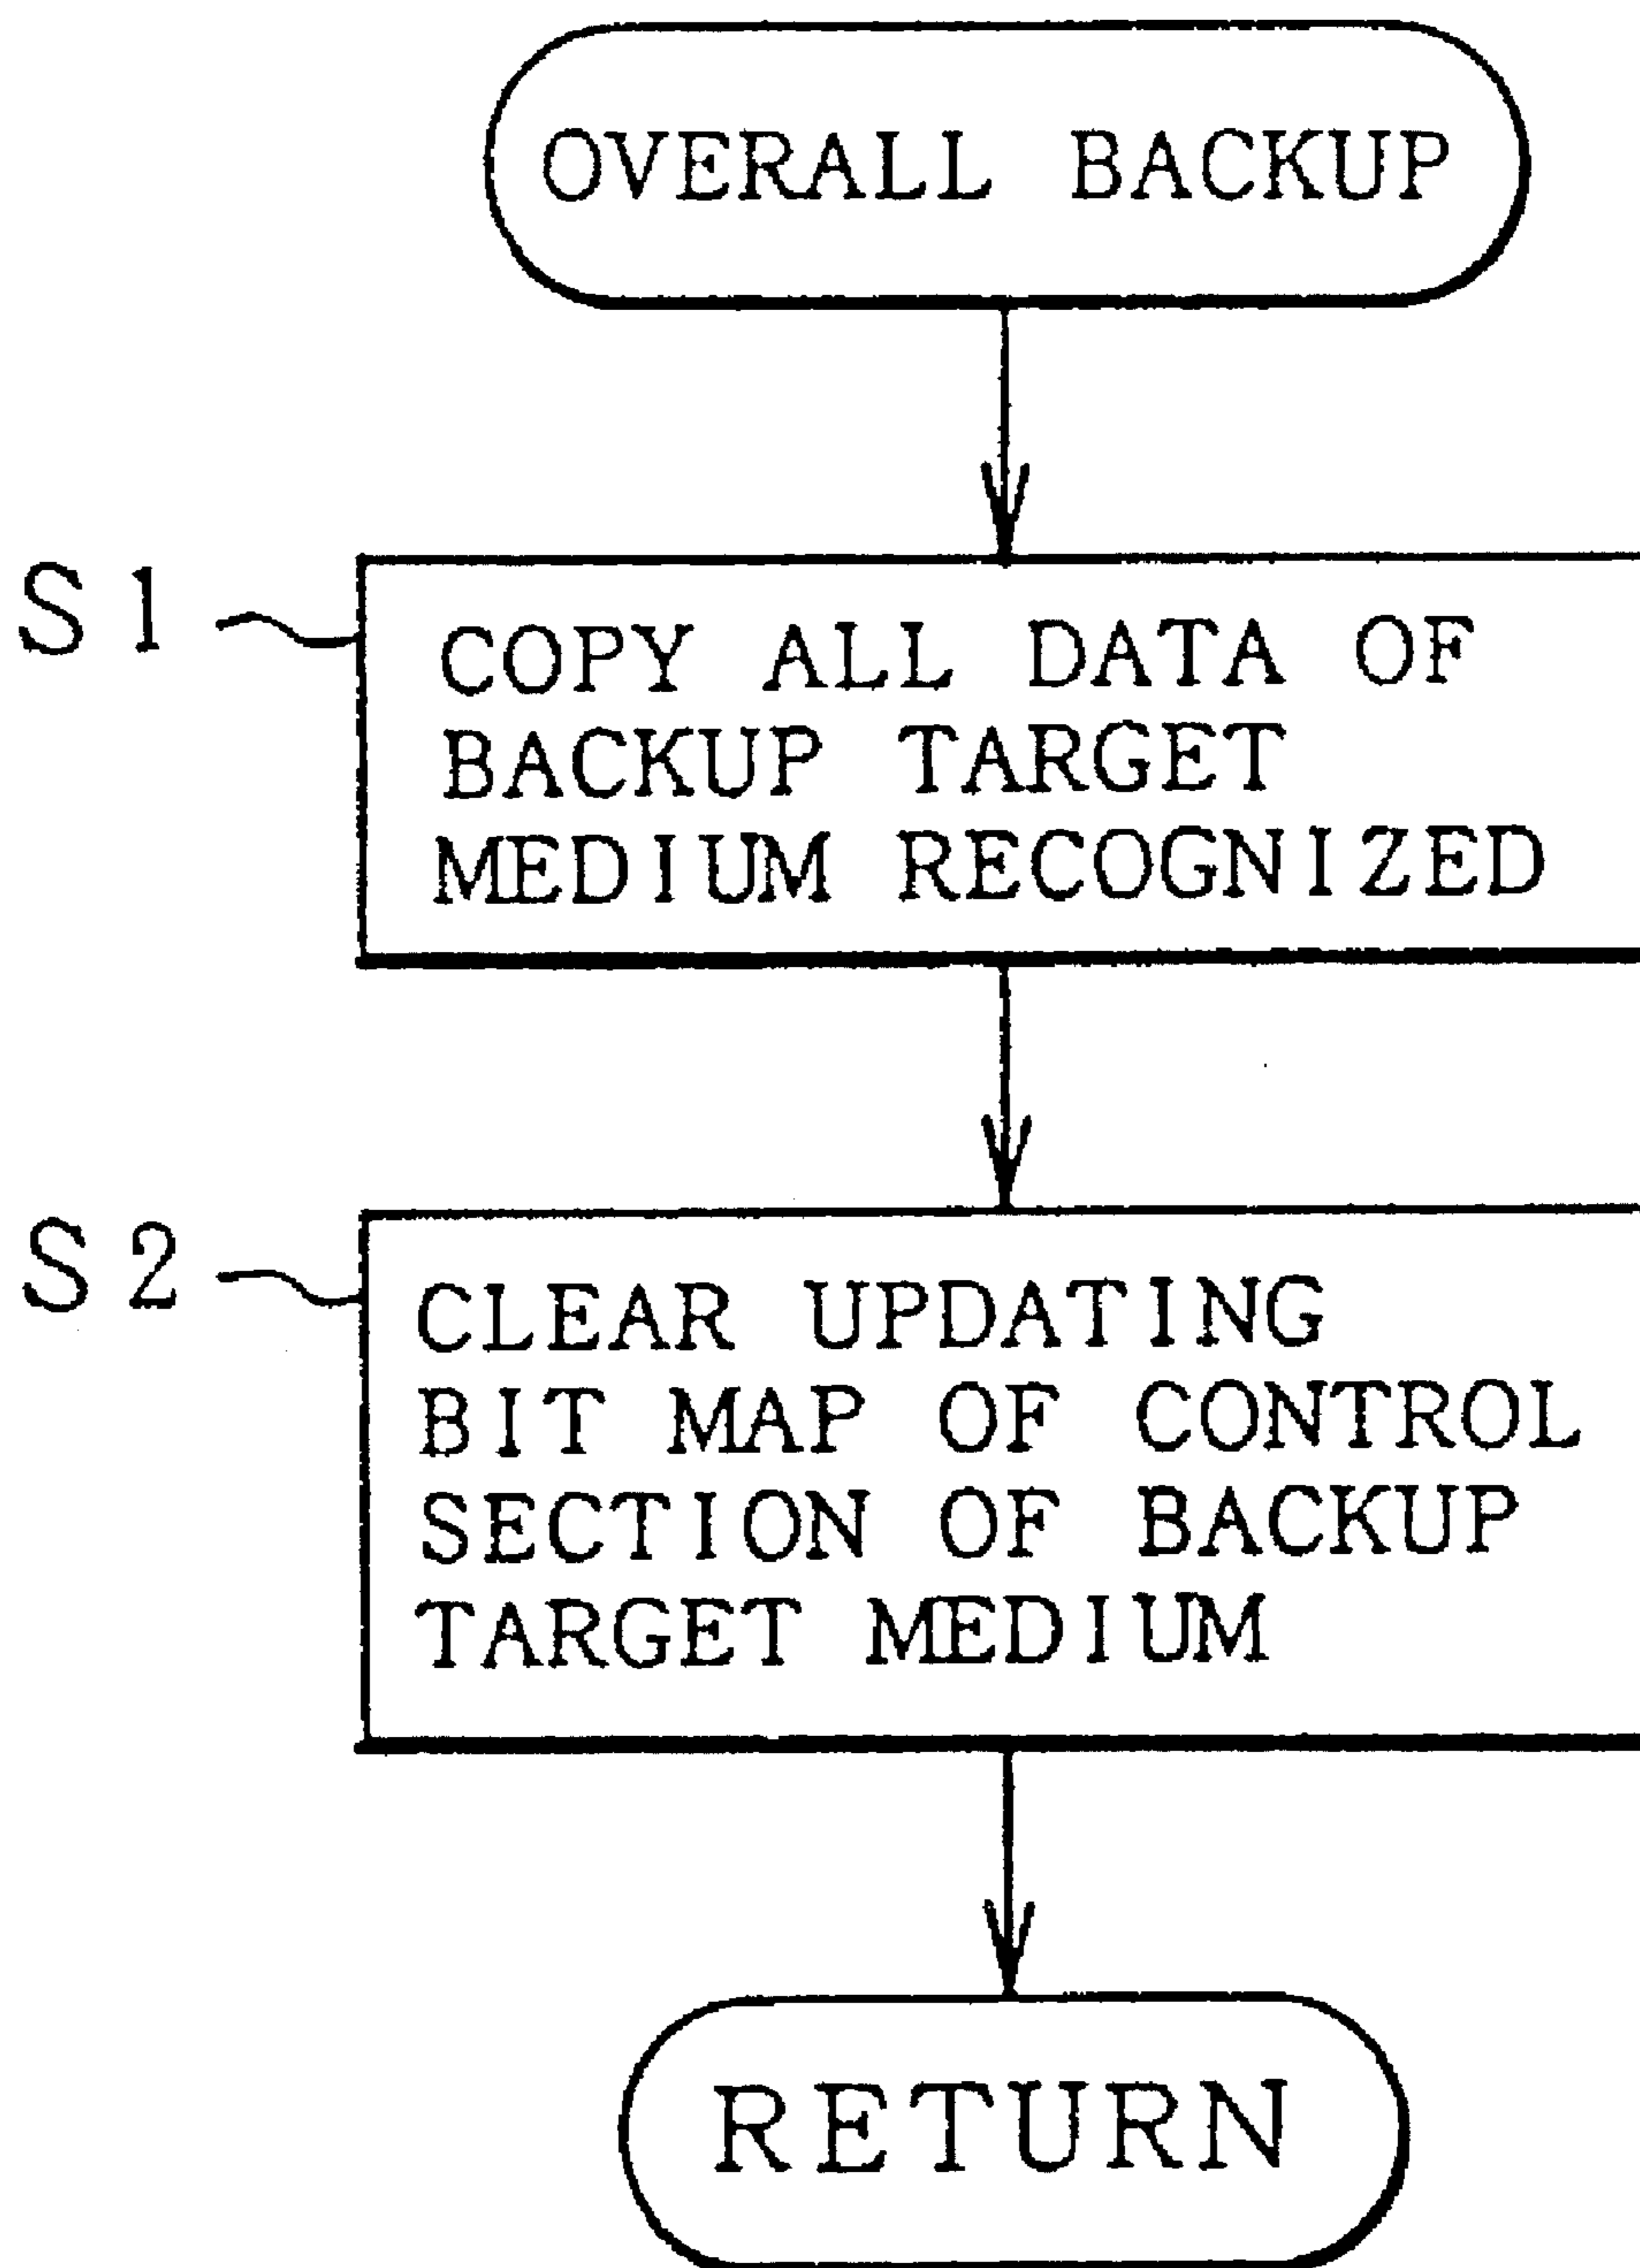 OVERALL BACKUP
S1
COPY ALL DATA OF
BACKUP TARGET
MEDIUM RECOGNIZED
S2
CLEAR UPDATING
BIT MAP OF CONTROL
SECTION OF BACKUP
TARGET MEDIUM
RETURN